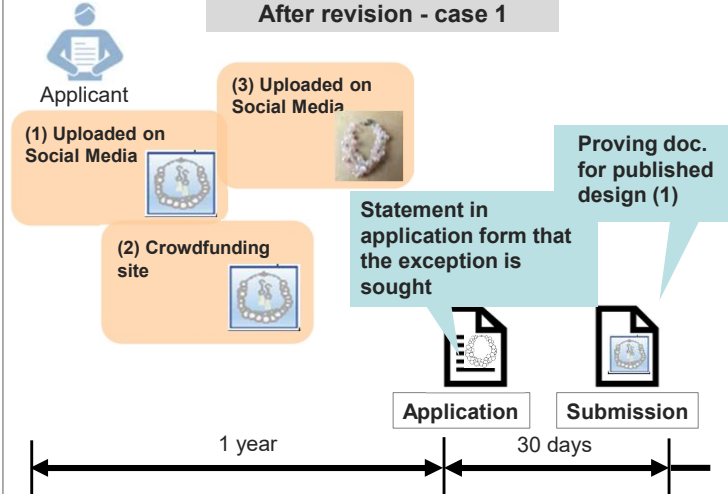 After revision - case 1
Applicant
(1) Uploaded on
Social Media
(2) Crowdfunding
site
(3) Uploaded on
Social Media
Statement in
application form that
the exception is
sought
Proving doc.
for published
design (1)
Application
Submission
1 year
30 days